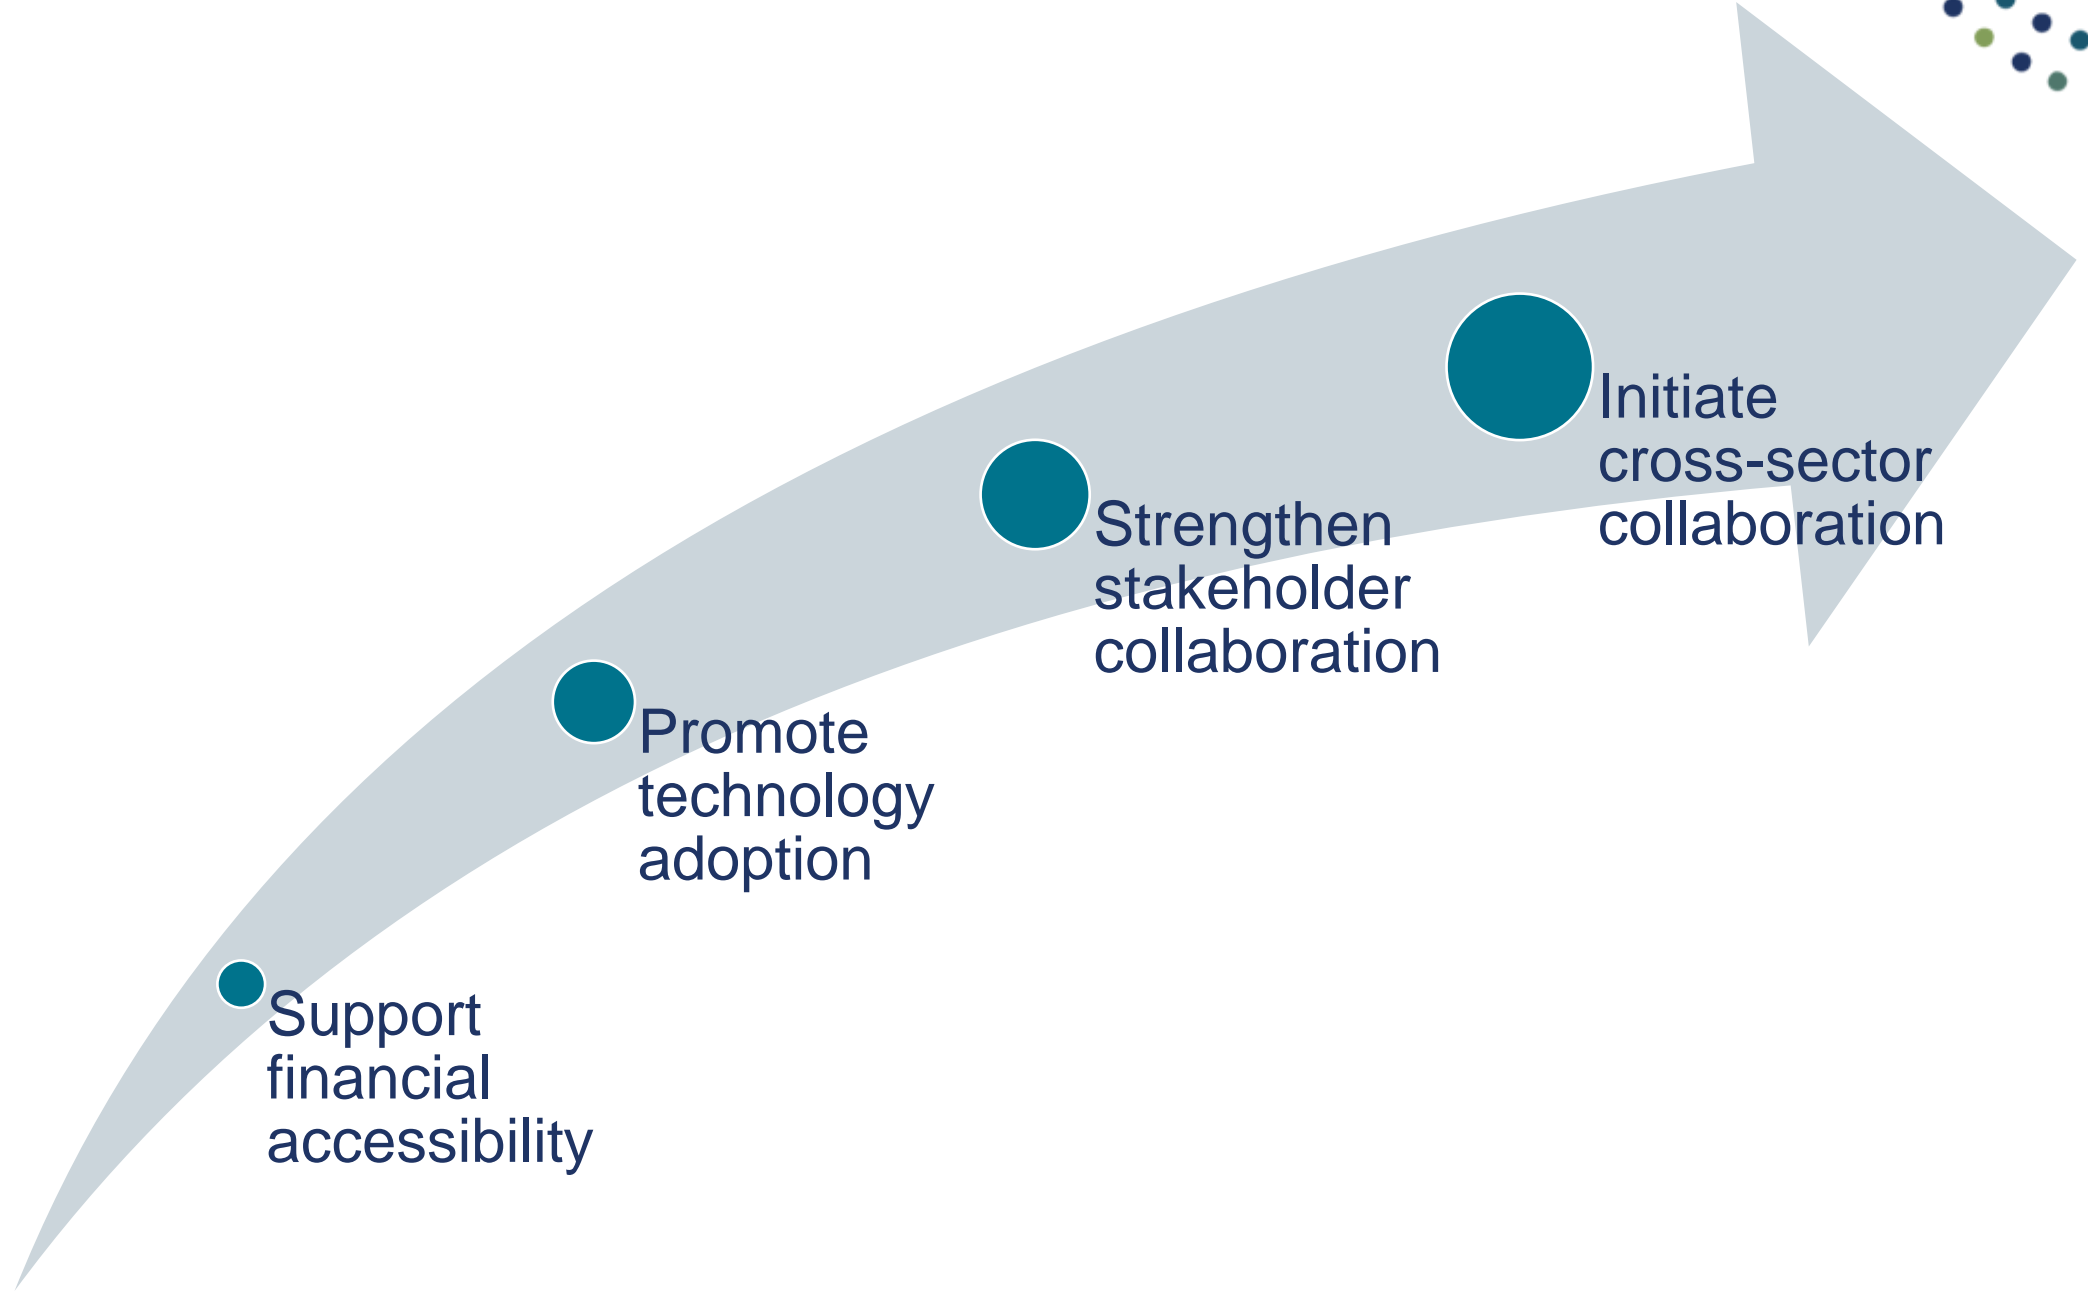 Support
financial
accessibility
Promote
technology
adoption
Strengthen
stakeholder
collaboration
Initiate
cross-sector
collaboration